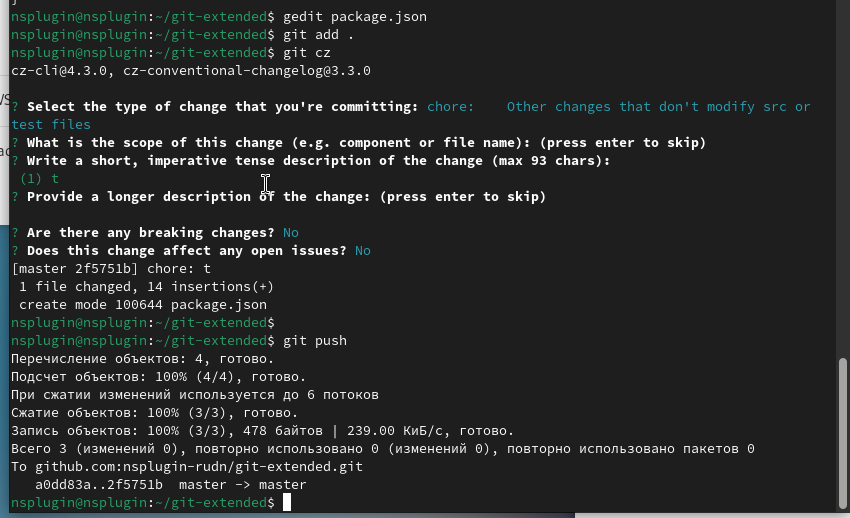 nsplugin@nsplugin:~/git-extended$ gedit package.json
nsplugin@nsplugin:~/git-extended$ git add .
nsplugin@nsplugin:~/git-extended$ git cz
cz-cli@4.3.0, cz-conventional-changelog@3.3.0
? Select the type of change that you're committing: chore:    Other changes that don't modify src or
test files
? What is the scope of this change (e.g. component or file name): (press enter to skip)
? Write a short, imperative tense description of the change (max 93 chars):
(1) t
? Provide a longer description of the change: (press enter to skip)
? Are there any breaking changes? No
? Does this change affect any open issues? No
[master 2f5751b] chore: t
1 file changed, 14 insertions(+)
create mode 100644 package.json
nsplugin@nsplugin:~/git-extended$
nsplugin@nsplugin:~/git-extended$ git push
Перечисление объектов: 4, готово.
Подсчет объектов: 100% (4/4), готово.
При сжатии изменений используется до 6 потоков
Сжатие объектов: 100% (3/3), готово.
Запись объектов: 100% (3/3), 478 байтов | 239.00 КиБ/с, готово.
Всего 3 (изменений 0), повторно использовано 0 (изменений 0), повторно использовано пакетов 0
To github.com:nsplugin-rudn/git-extended.git
a0dd83a..2f5751b  master -> master
nsplugin@nsplugin:~/git-extended$